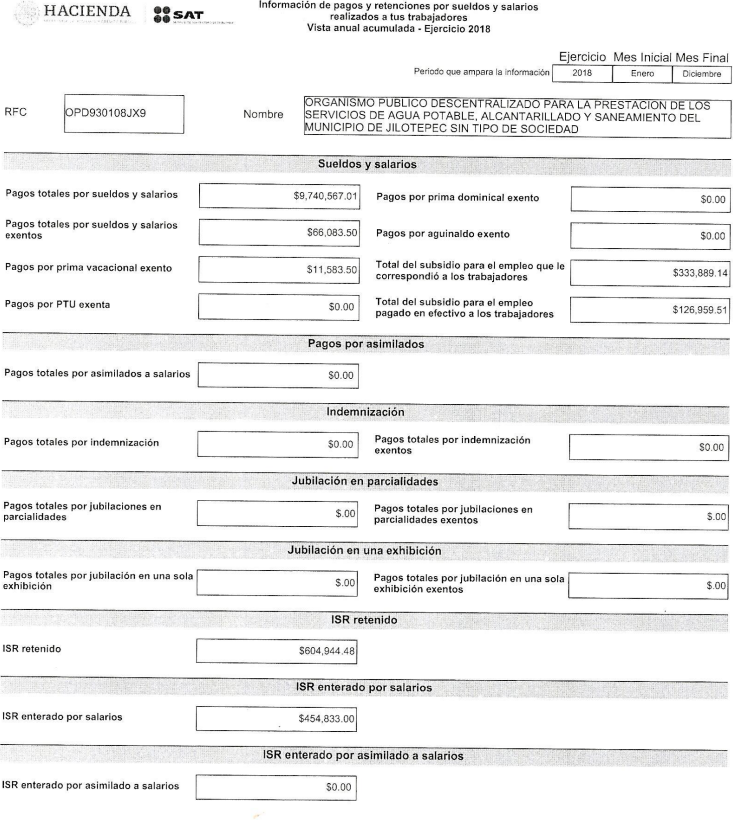 HACIENDA
SAT
Información de pagos y retenciones por sueldos y salarios
realizados a tus trabajadores
Vista anual acumulada - Ejercicio 2018
Ejercicio Mes Inicial Mes Final
Periodo que ampara la información 2018 Enero Diciembre
RFC OPD930108JX9 Nombre
ORGANISMO PUBLICO DESCENTRALIZADO PARA LA PRESTACION DE LOS
SERVICIOS DE AGUA POTABLE, ALCANTARILLADO Y SANEAMIENTO DEL
MUNICIPIO DE JILOTEPEC SIN TIPO DE SOCIEDAD
Sueldos y salarios
Pagos totales por sueldos y salarios $9,740,567.01 Pagos por prima dominical exento $0.00
Pagos totales por sueldos y salarios
exentos $66,083.50 Pagos por aguinaldo exento $0.00
Pagos por prima vacacional exento $11,583.50 Total del subsidio para el empleo que le
correspondió a los trabajadores $333,889.14
Pagos por PTU exenta $0.00 Total del subsidio para el empleo
pagado en efectivo a los trabajadores $126,959.51
Pagos por asimilados
Pagos totales por asimilados a salarios $0.00
Indemnización
Pagos totales por indemnización $0.00 Pagos totales por indemnización
exentos $0.00
Jubilación en parcialidades
Pagos totales por jubilaciones en
parcialidades $.00 Pagos totales por jubilaciones en
parcialidades exentos $.00
Jubilación en una exhibición
Pagos totales por jubilación en una sola
exhibición $.00 Pagos totales por jubilación en una sola
exhibición exentos $.00
ISR retenido
ISR retenido $604,944.48
ISR enterado por salarios
ISR enterado por salarios $454,833.00
ISR enterado por asimilado a salarios
ISR enterado por asimilado a salarios $0.00